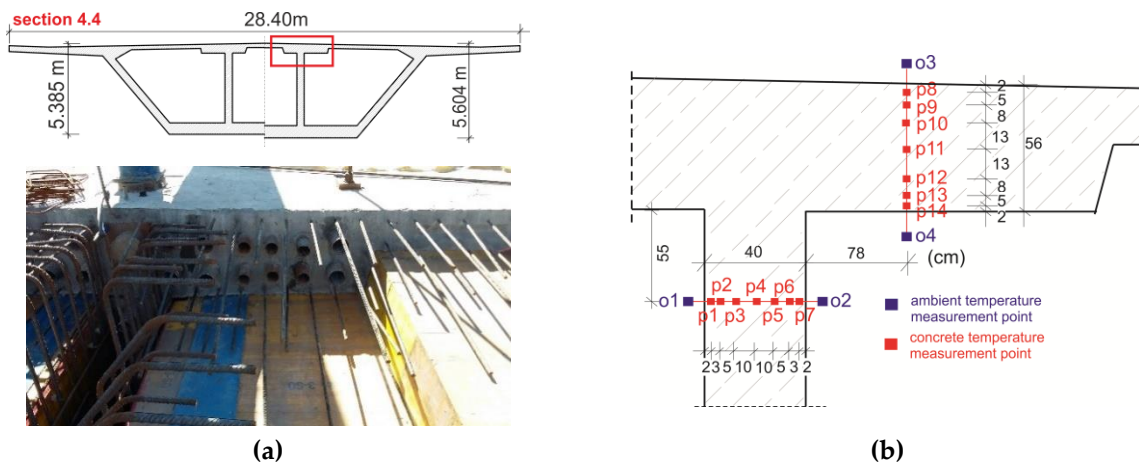 section 4.4
28.40m
5.385 m
5.604 m
(a)
o3
p8
p9
p10
p11
p12
p13
p14
o4
2
5
8
13
13
8
5
2
56
55
40
78
(cm)
p2
p4
p6
o1
o2
p1
p3
p5
p7
2 3 5 10 10 5 3 2
ambient temperature
measurement point
concrete temperature
measurement point
(b)